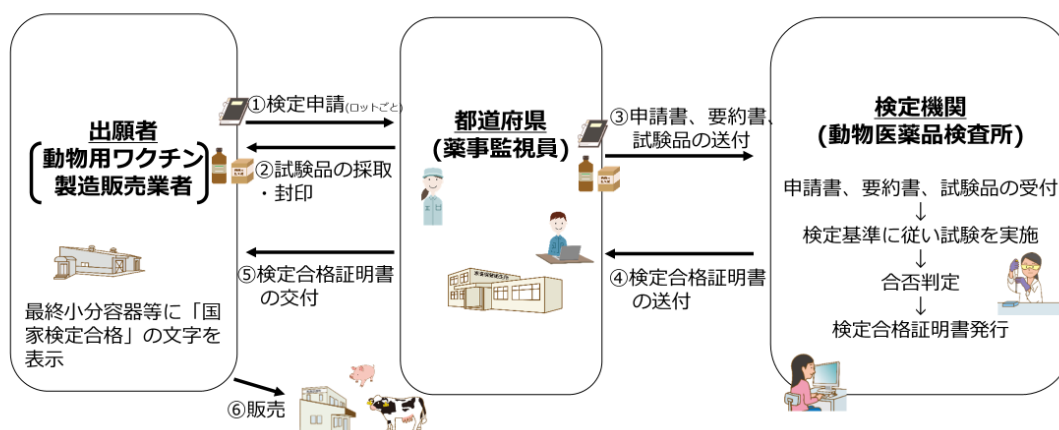 出願者
動物用ワクチン
製造販売業者
最終小分容器等に「国
家検定合格」の文字を
表示
①検定申請(ロットごと)
②試験品の採取
・封印
⑤検定合格証明書
の交付
⑥販売
都道府県
(薬事監視員)
③申請書、要約書、
試験品の送付
④検定合格証明書
の送付
検定機関
(動物医薬品検査所)
申請書、要約書、試験品の受付
↓
検定基準に従い試験を実施
↓
合否判定
↓
検定合格証明書発行